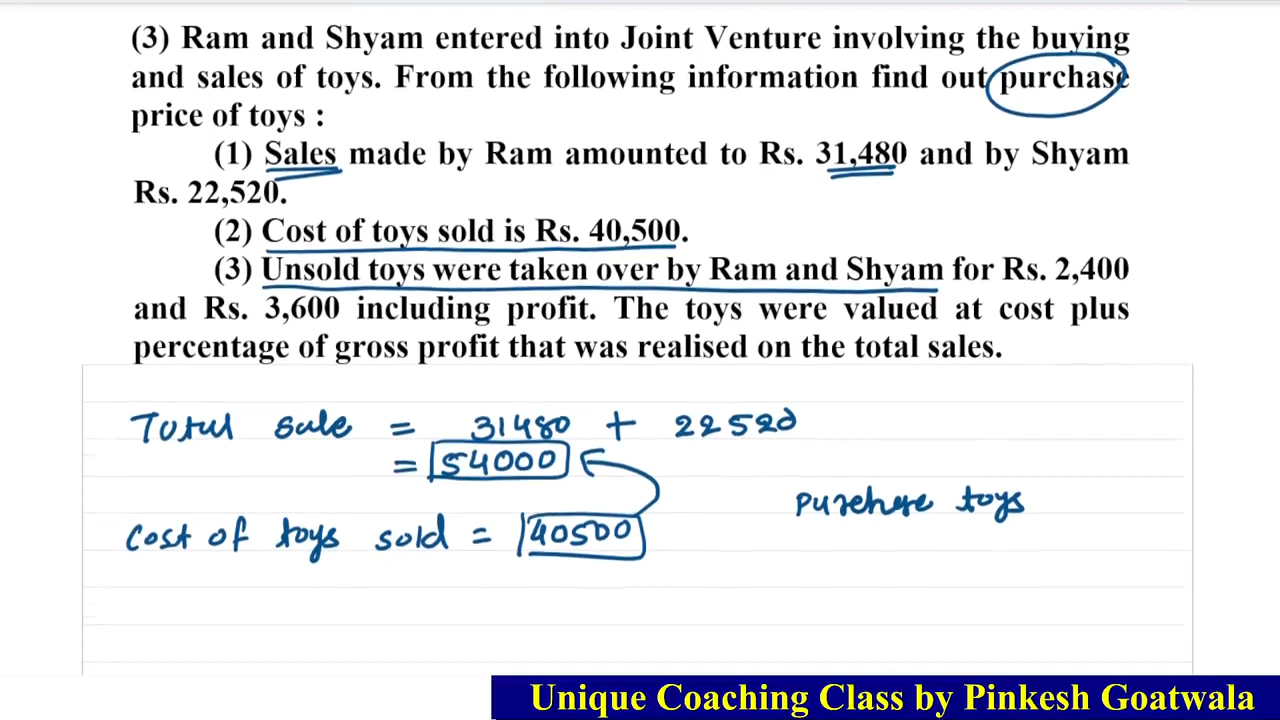 (3) Ram and Shyam entered into Joint Venture involving the buying
and sales of toys. From the following information find out purchase
price of toys :
(1) Sales made by Ram amounted to Rs. 31,480 and by Shyam
Rs. 22,520.
(2) Cost of toys sold is Rs. 40,500.
(3) Unsold toys were taken over by Ram and Shyam for Rs. 2,400
and Rs. 3,600 including profit. The toys were valued at cost plus
percentage of gross profit that was realised on the total sales.
Total sale = 31480 + 22520
= 54000
Cost of toys sold = 40500
purchase toys
Unique Coaching Class by Pinkesh Goatwala